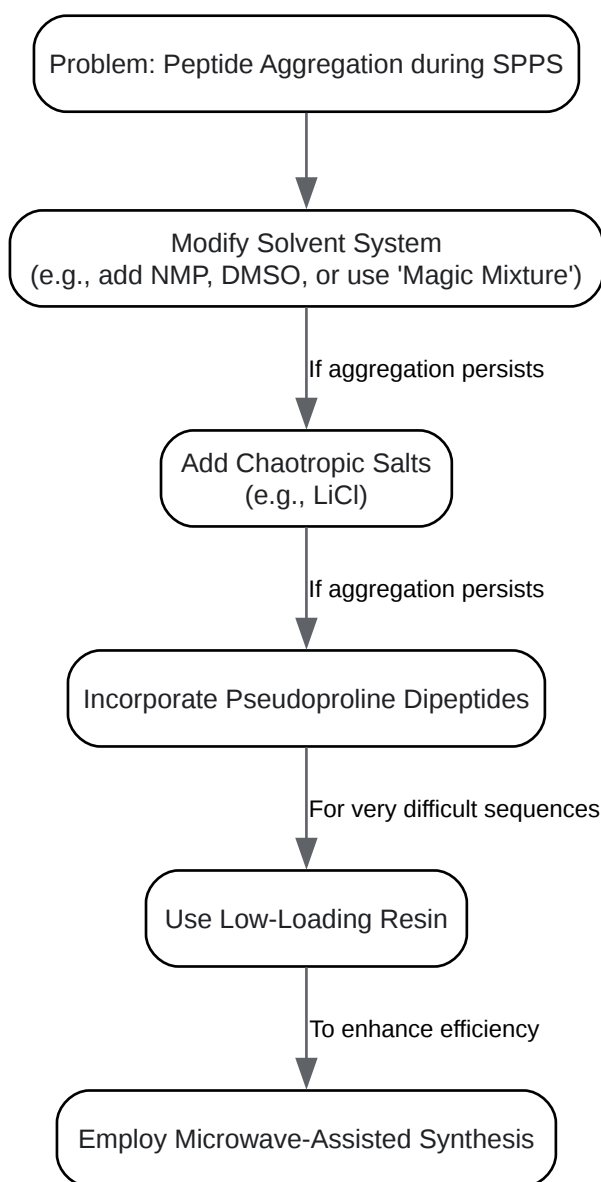 Problem: Peptide Aggregation during SPPS
Modify Solvent System
(e.g., add NMP, DMSO, or use 'Magic Mixture')
If aggregation persists
Add Chaotropic Salts
(e.g., LiCl)
If aggregation persists
Incorporate Pseudoproline Dipeptides
For very difficult sequences
Use Low-Loading Resin
To enhance efficiency
Employ Microwave-Assisted Synthesis